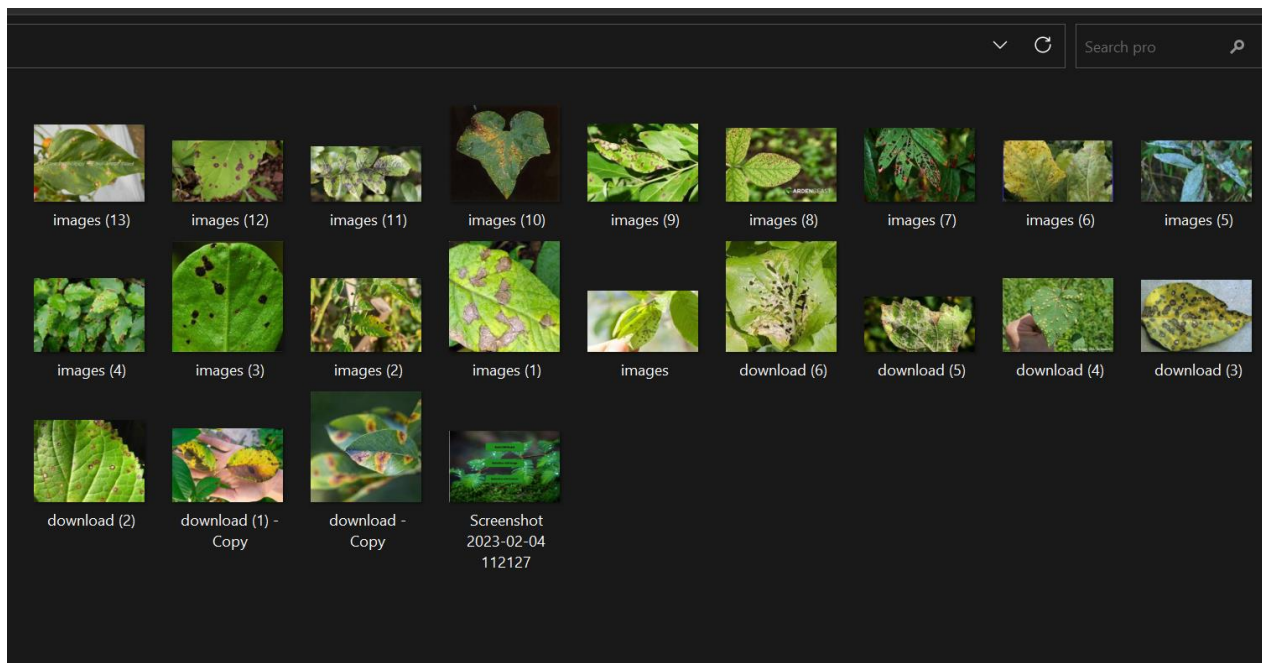 Search pro
images (13)
images (12)
images (11)
images (10)
images (9)
images (8)
images (7)
images (6)
images (5)
images (4)
images (3)
images (2)
images (1)
images
download (6)
download (5)
download (4)
download (3)
download (2)
download (1) -
Copy
download -
Copy
Screenshot
2023-02-04
112127